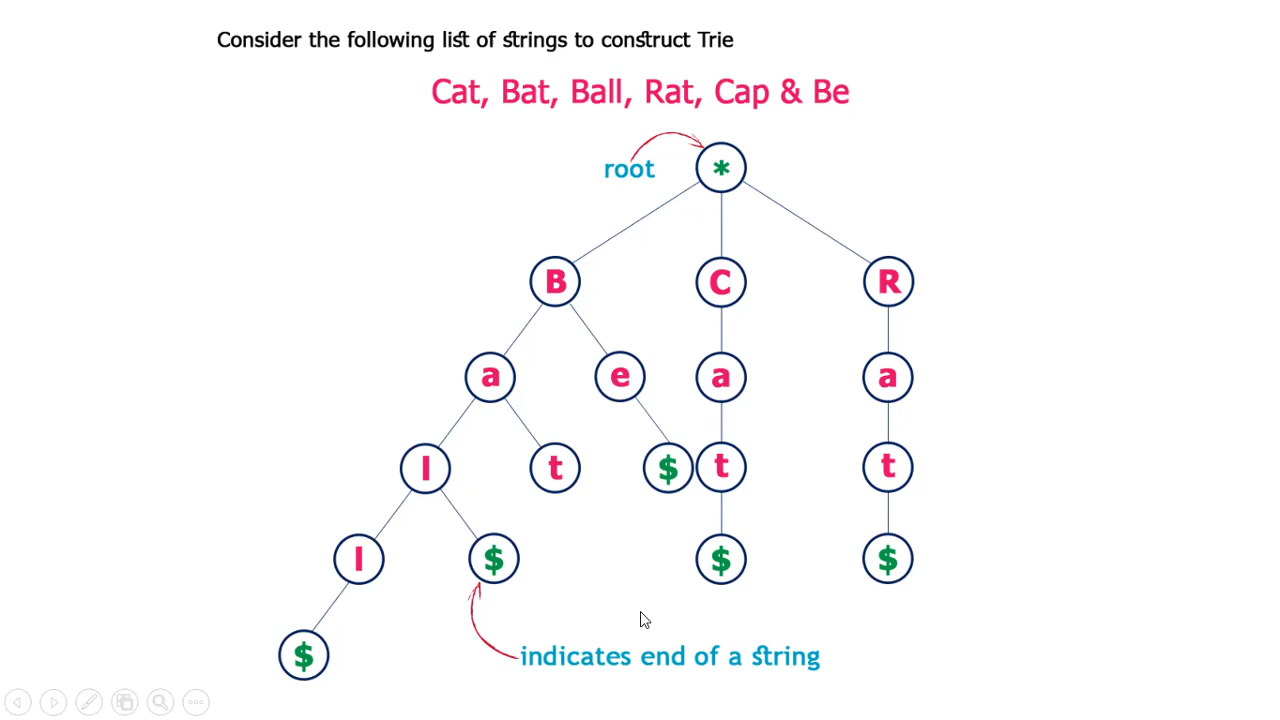 Consider the following list of strings to construct Trie
Cat, Bat, Ball, Rat, Cap & Be
root
*
B C R
a e a a
l t $ t t
l $ $ $
$
indicates end of a string